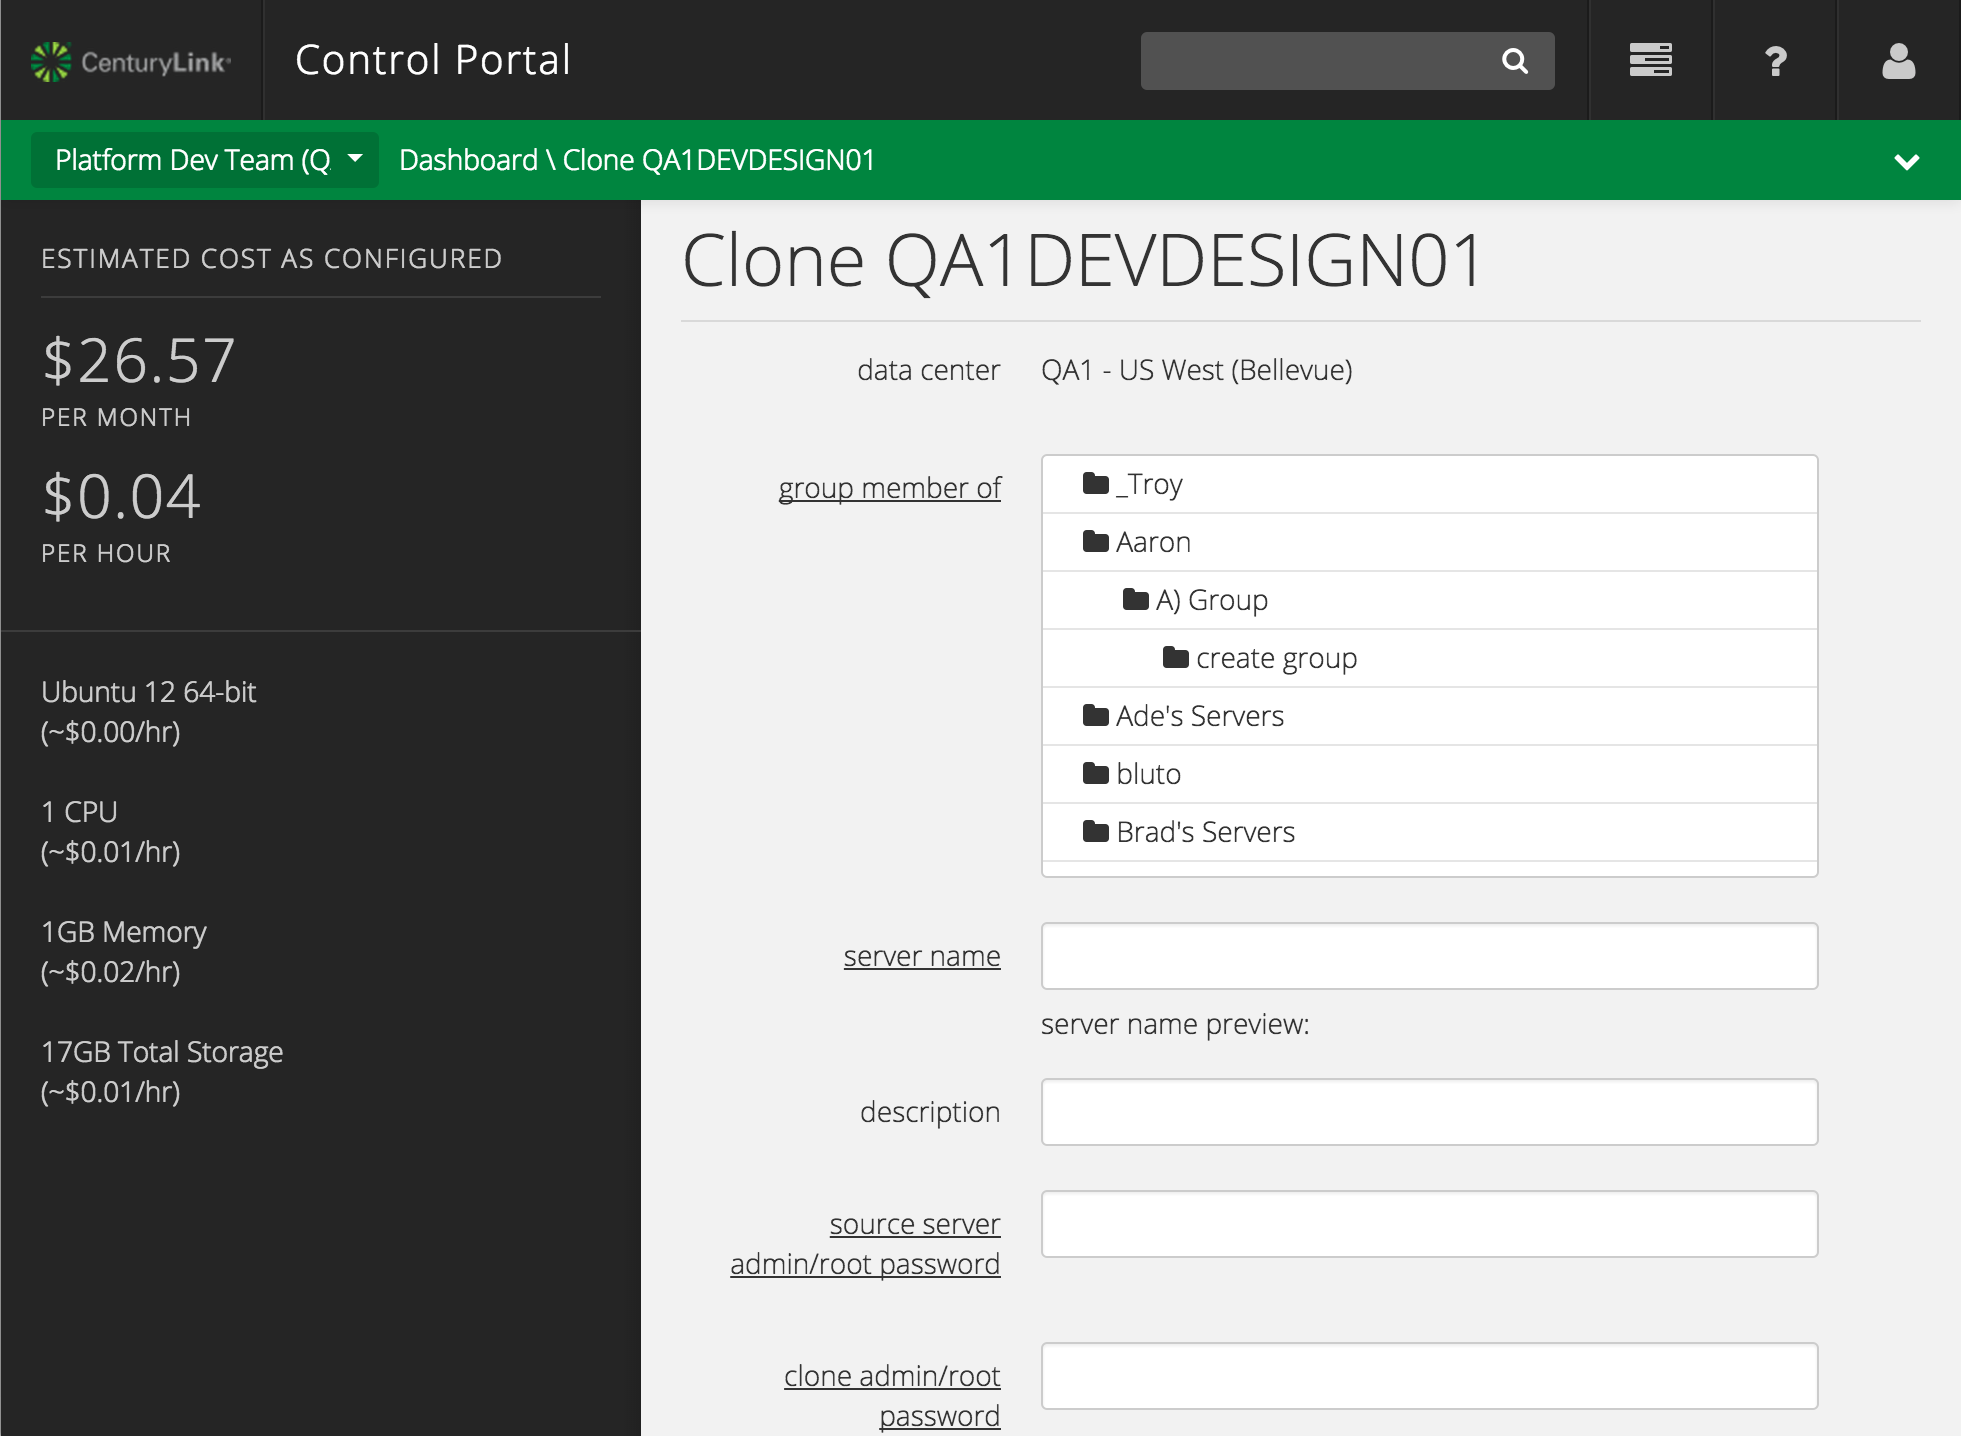 CenturyLink®
Control Portal
?
Platform Dev Team (Q
Dashboard \ Clone QA1DEVDESIGN01
ESTIMATED COST AS CONFIGURED
$26.57
PER MONTH
$0.04
PER HOUR
Ubuntu 12 64-bit
(~$0.00/hr)
1 CPU
(~$0.01/hr)
1GB Memory
(~$0.02/hr)
17GB Total Storage
(~$0.01/hr)
Clone QA1DEVDESIGN01
data center
QA1 - US West (Bellevue)
group member of
_Troy
Aaron
A) Group
create group
Ade's Servers
bluto
Brad's Servers
server name
server name preview:
description
source server
admin/root password
clone admin/root
password